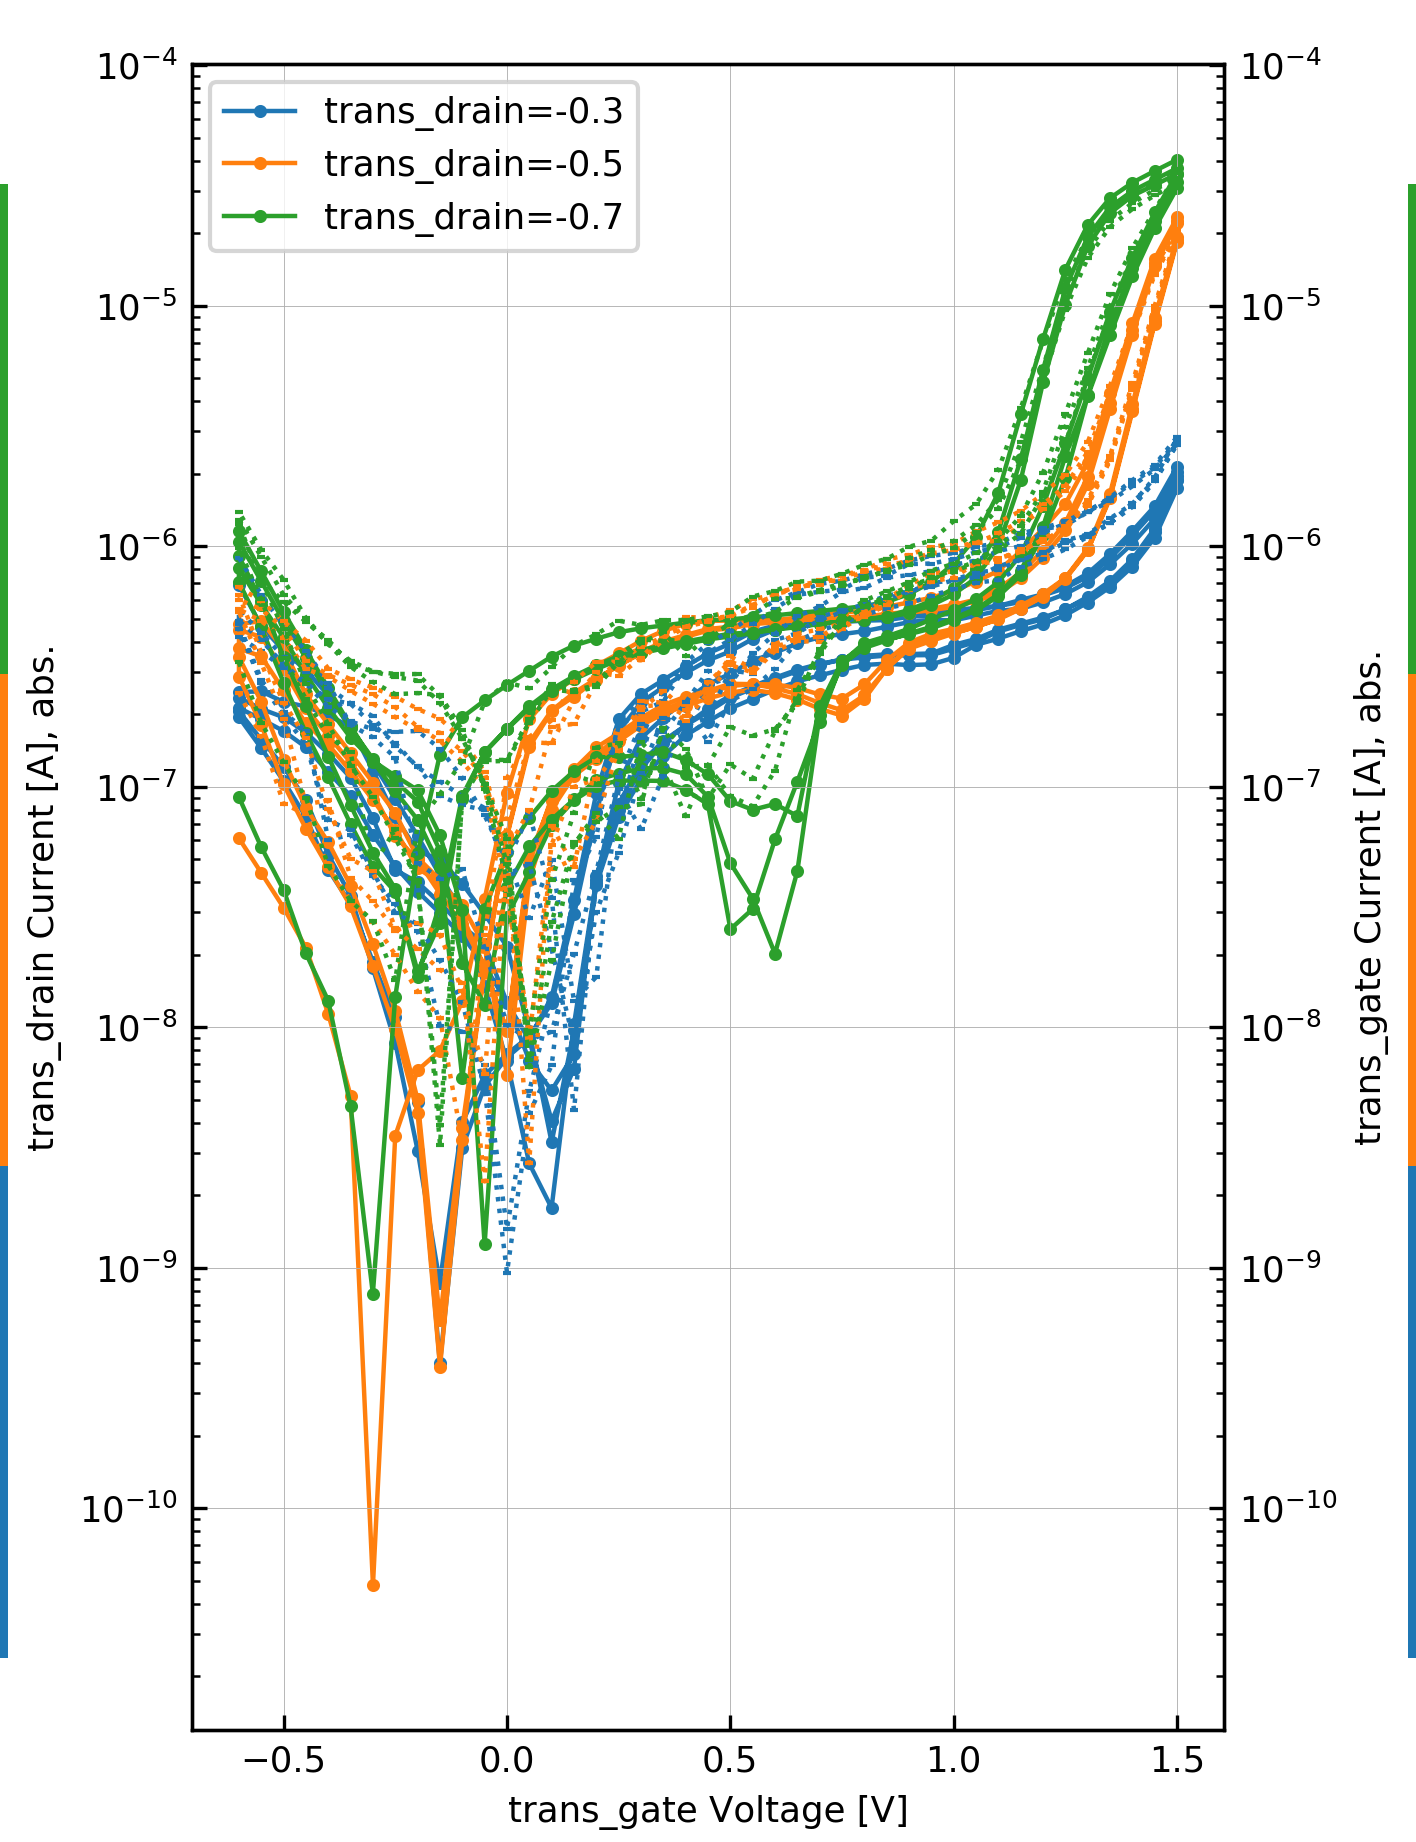 10⁻⁴
10⁻⁵
10⁻⁶
10⁻⁷
10⁻⁸
10⁻⁹
10⁻¹⁰
trans_drain Current [A], abs.
trans_drain=-0.3
trans_drain=-0.5
trans_drain=-0.7
10⁻⁴
10⁻⁵
10⁻⁶
10⁻⁷
10⁻⁸
10⁻⁹
10⁻¹⁰
trans_gate Current [A], abs.
−0.5 0.0 0.5 1.0 1.5
trans_gate Voltage [V]